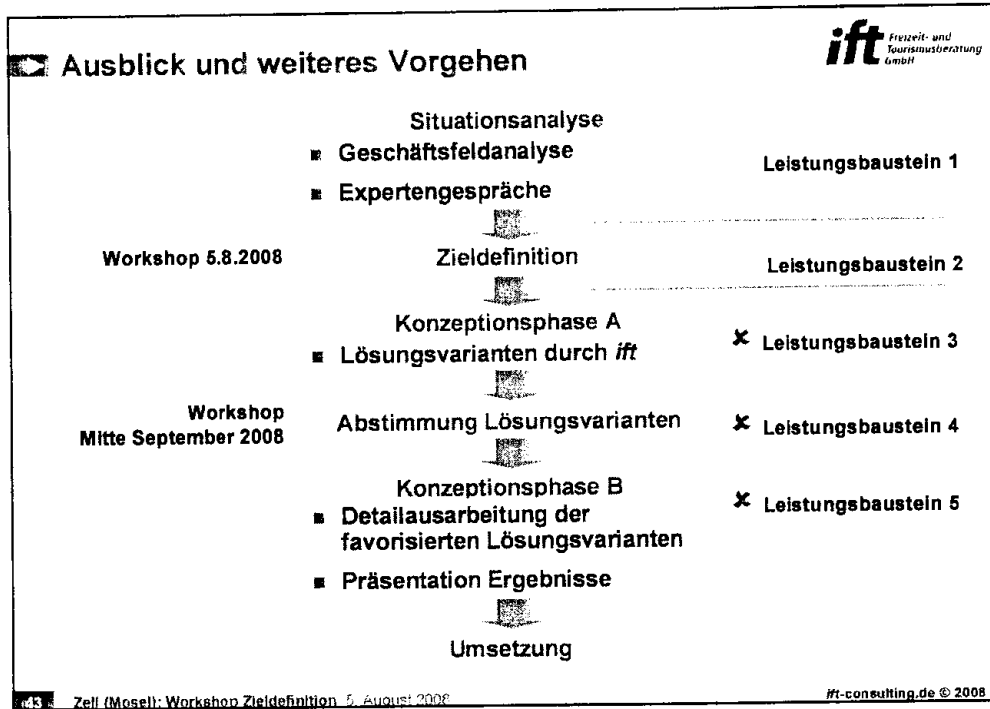 Ausblick und weiteres Vorgehen
ift Freizeit- und
Tourismusberatung
GmbH
Situationsanalyse
Geschäftsfeldanalyse
Expertengespräche
Leistungsbaustein 1
Workshop 5.8.2008
Zieldefinition
Leistungsbaustein 2
Konzeptionsphase A
Lösungsvarianten durch ift
✘ Leistungsbaustein 3
Workshop
Mitte September 2008
Abstimmung Lösungsvarianten
✘ Leistungsbaustein 4
Konzeptionsphase B
Detailausarbeitung der
favorisierten Lösungsvarianten
Präsentation Ergebnisse
✘ Leistungsbaustein 5
Umsetzung
43 Zell (Mosel): Workshop Zieldefinition 5. August 2008
ift-consulting.de © 2008